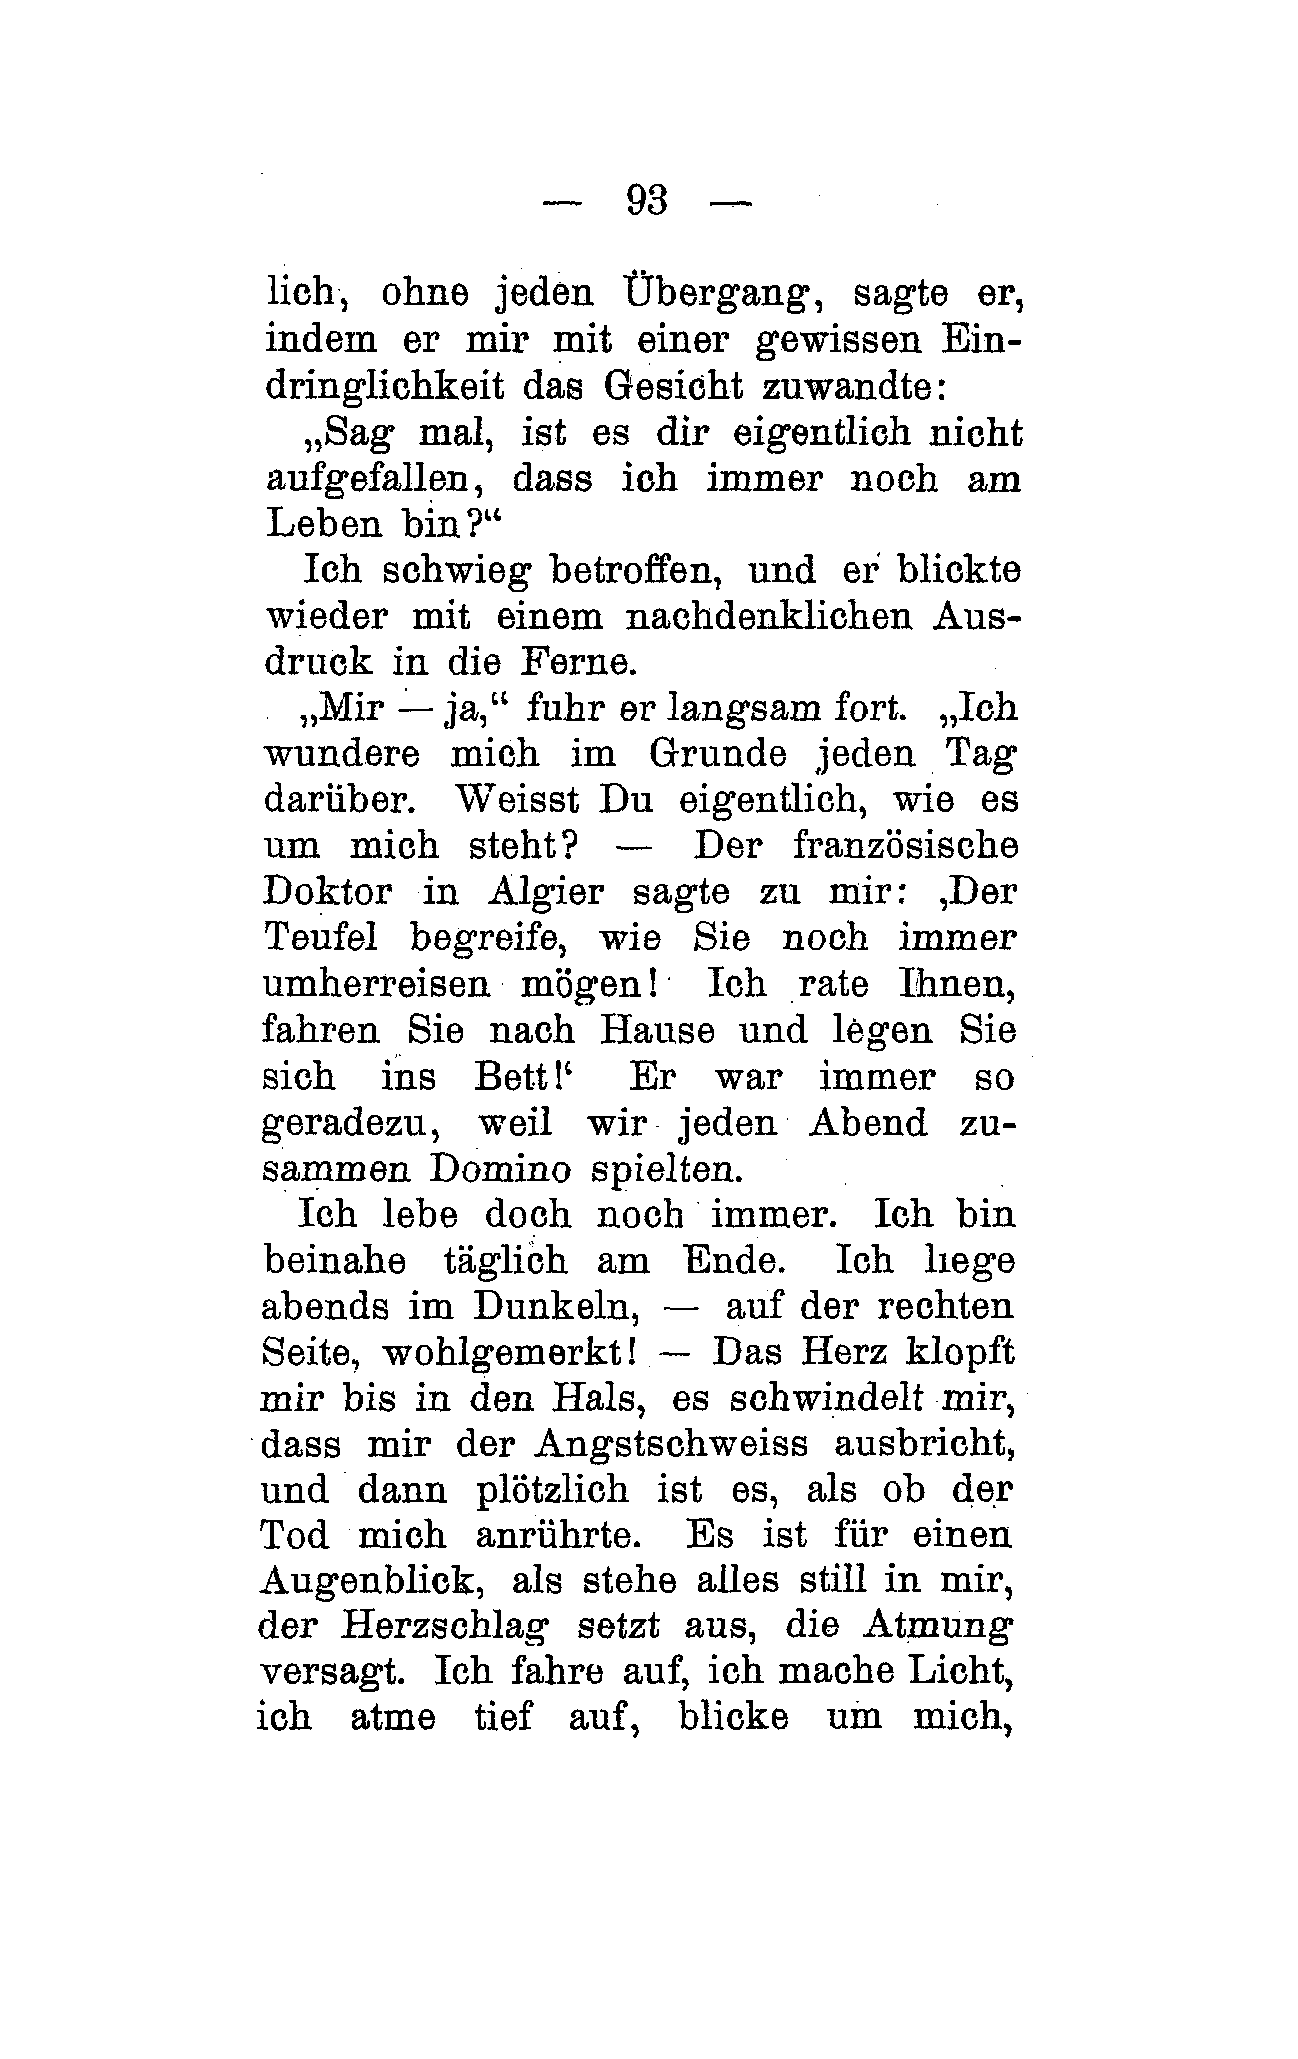 — 93 —
lich, ohne jeden Übergang, sagte er,
indem er mir mit einer gewissen Ein-
dringlichkeit das Gesicht zuwandte:
„Sag mal, ist es dir eigentlich nicht
aufgefallen, dass ich immer noch am
Leben bin?“
Ich schwieg betroffen, und er blickte
wieder mit einem nachdenklichen Aus-
druck in die Ferne.
„Mir — ja,“ fuhr er langsam fort. „Ich
wundere mich im Grunde jeden Tag
darüber. Weisst Du eigentlich, wie es
um mich steht? — Der französische
Doktor in Algier sagte zu mir: ‚Der
Teufel begreife, wie Sie noch immer
umherreisen mögen! Ich rate Ihnen,
fahren Sie nach Hause und legen Sie
sich ins Bett!‘ Er war immer so
geradezu, weil wir jeden Abend zu-
sammen Domino spielten.
Ich lebe doch noch immer. Ich bin
beinahe täglich am Ende. Ich liege
abends im Dunkeln, — auf der rechten
Seite, wohlgemerkt! — Das Herz klopft
mir bis in den Hals, es schwindelt mir,
dass mir der Angstschweiss ausbricht,
und dann plötzlich ist es, als ob der
Tod mich anrührte. Es ist für einen
Augenblick, als stehe alles still in mir,
der Herzschlag setzt aus, die Atmung
versagt. Ich fahre auf, ich mache Licht,
ich atme tief auf, blicke um mich,